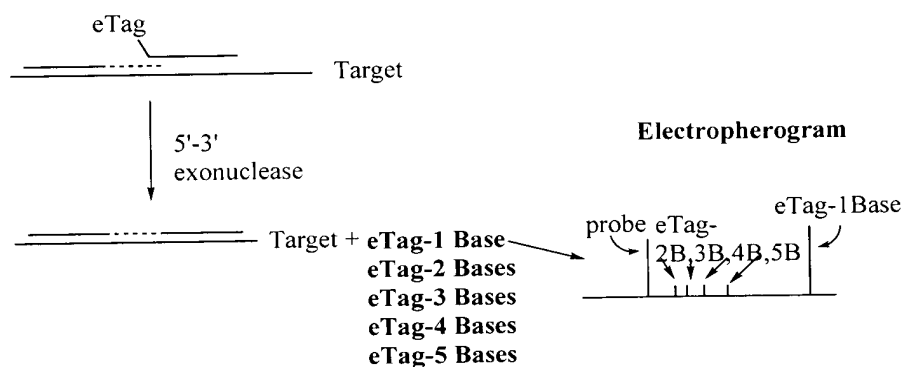 eTag
Target
Electropherogram
5'-3'
exonuclease
Target + eTag-1 Base
eTag-2 Bases
eTag-3 Bases
eTag-4 Bases
eTag-5 Bases
eTag-1Base
probe eTag-
2B,3B,4B,5B